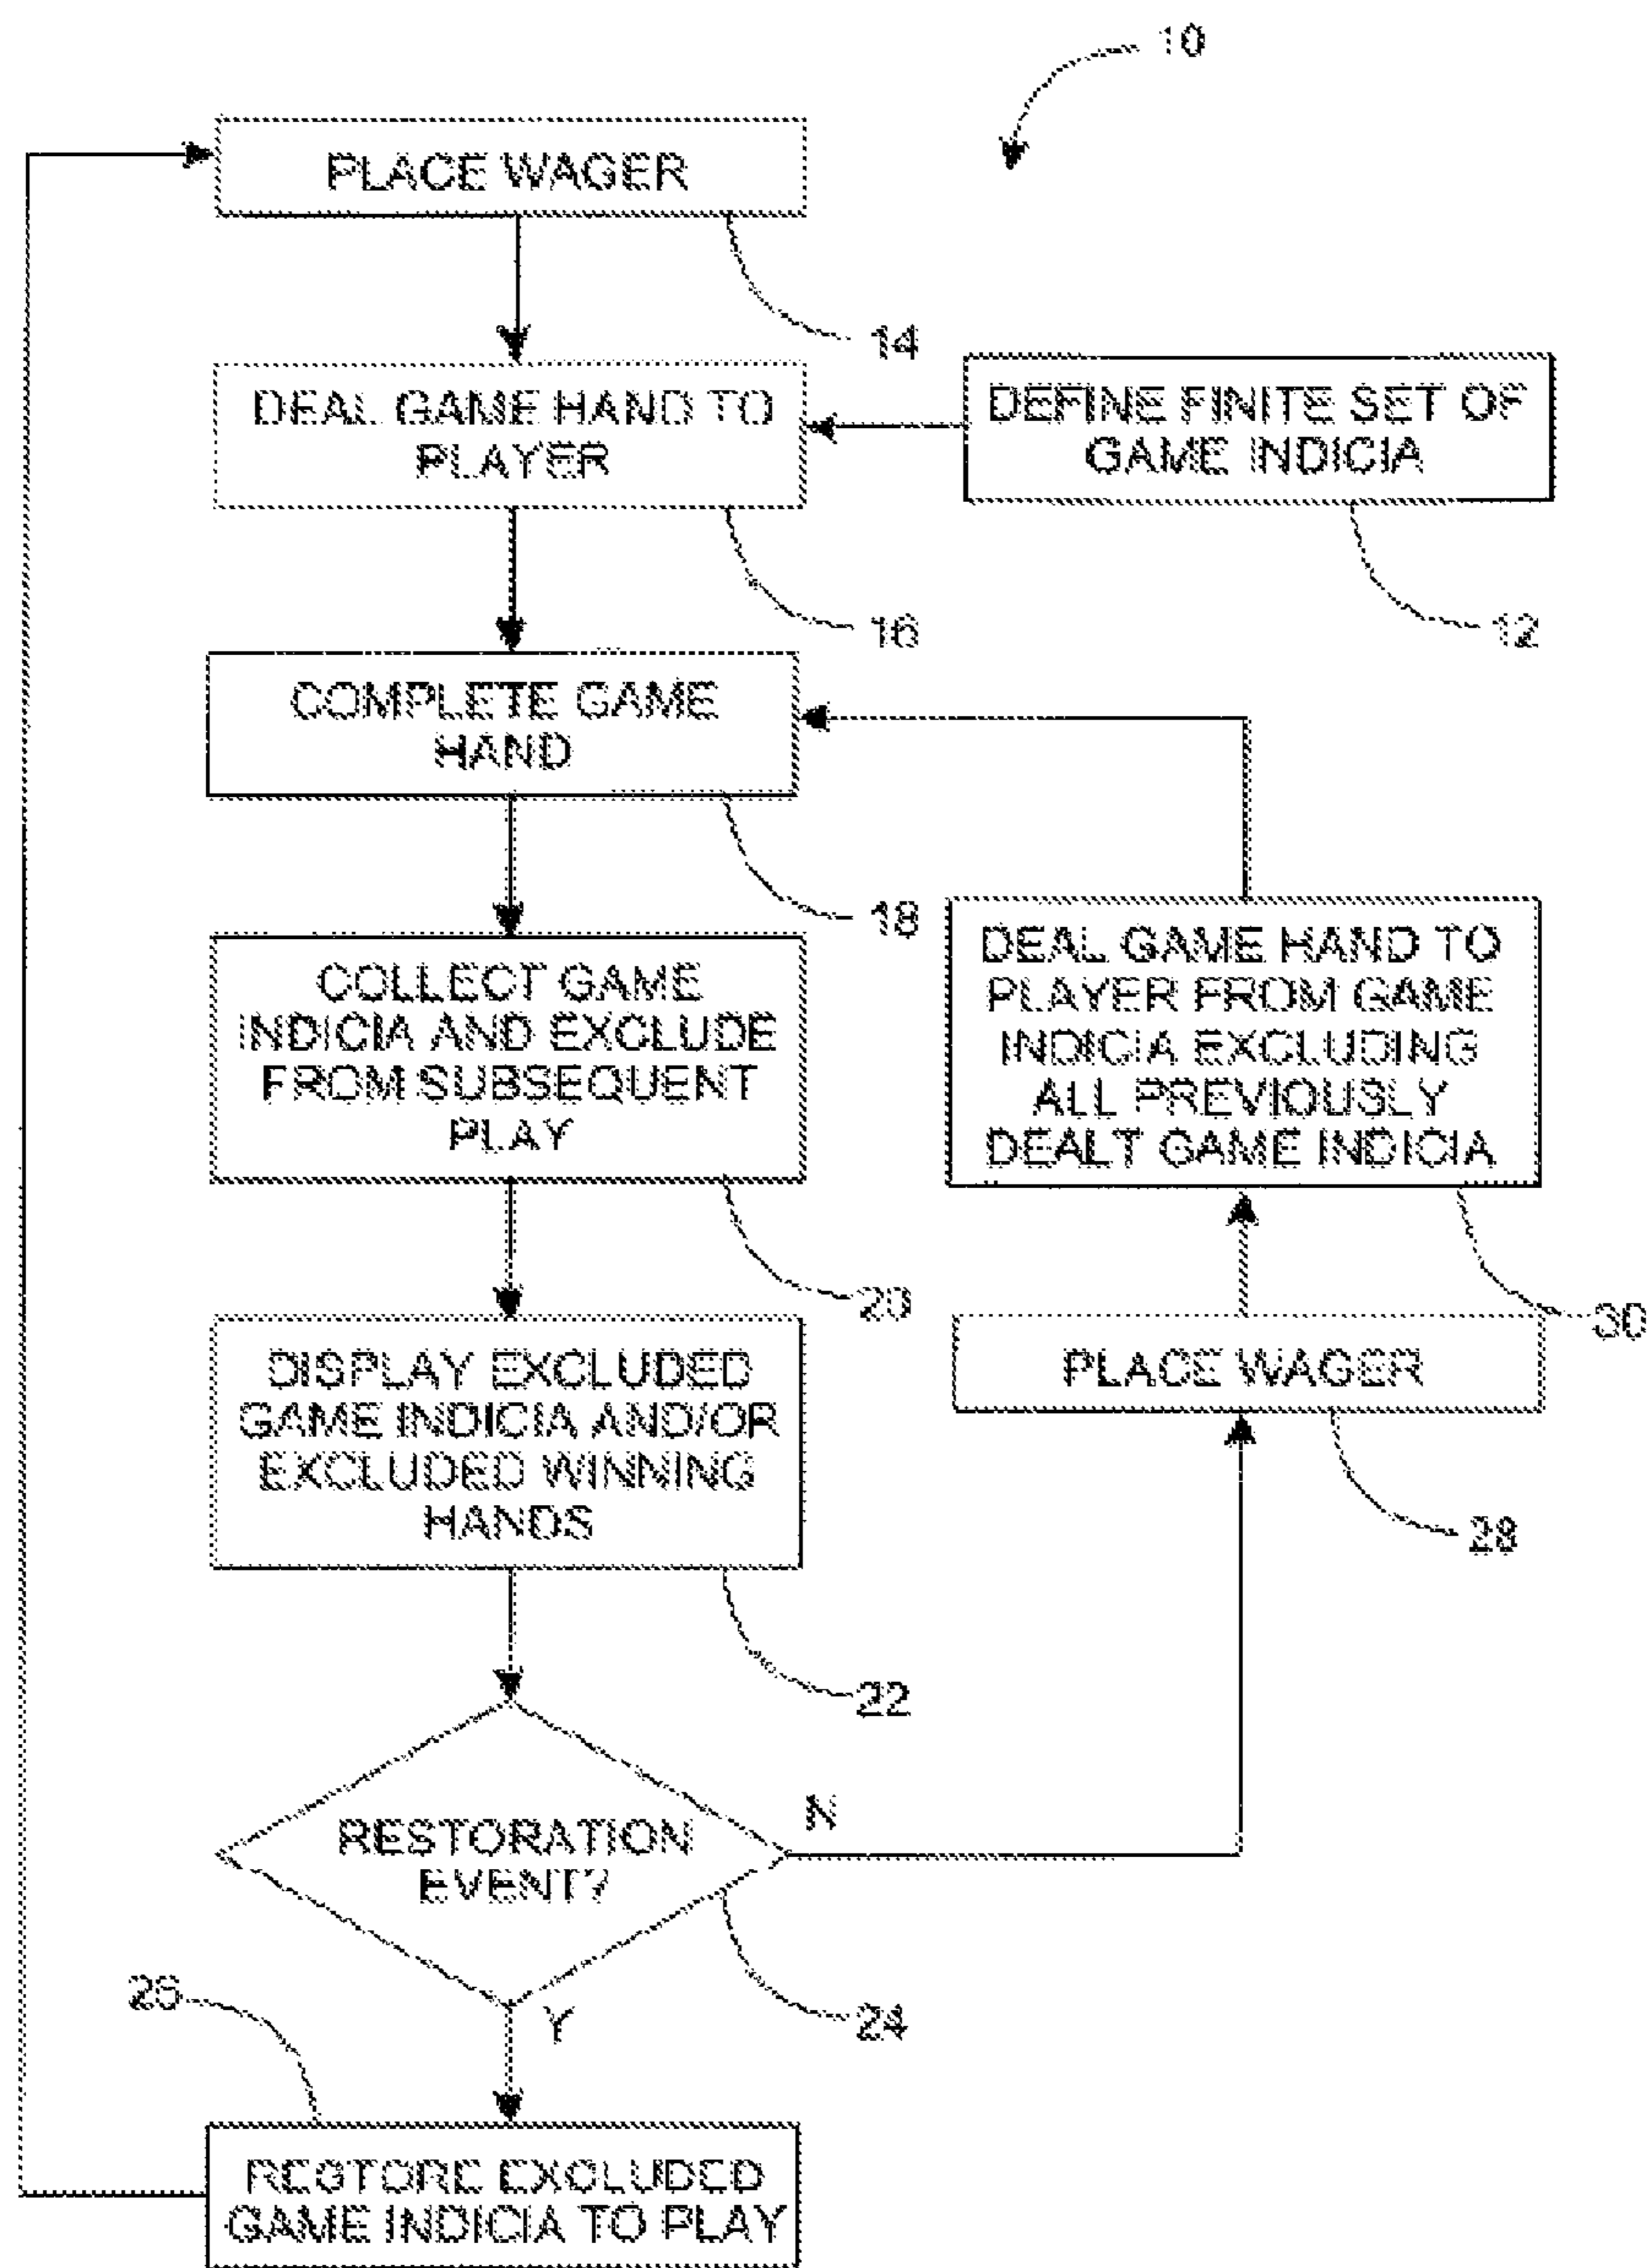 10
PLACE WAGER
14
DEAL GAME HAND TO
PLAYER
16
DEFINE FINITE SET OF
GAME INDICIA
12
COMPLETE GAME
HAND
18
COLLECT GAME
INDICIA AND EXCLUDE
FROM SUBSEQUENT
PLAY
20
DEAL GAME HAND TO
PLAYER FROM GAME
INDICIA EXCLUDING
ALL PREVIOUSLY
DEALT GAME INDICIA
30
DISPLAY EXCLUDED
GAME INDICIA AND/OR
EXCLUDED WINNING
HANDS
22
PLACE WAGER
28
RESTORATION
EVENT?
N
Y
24
26
RESTORE EXCLUDED
GAME INDICIA TO PLAY